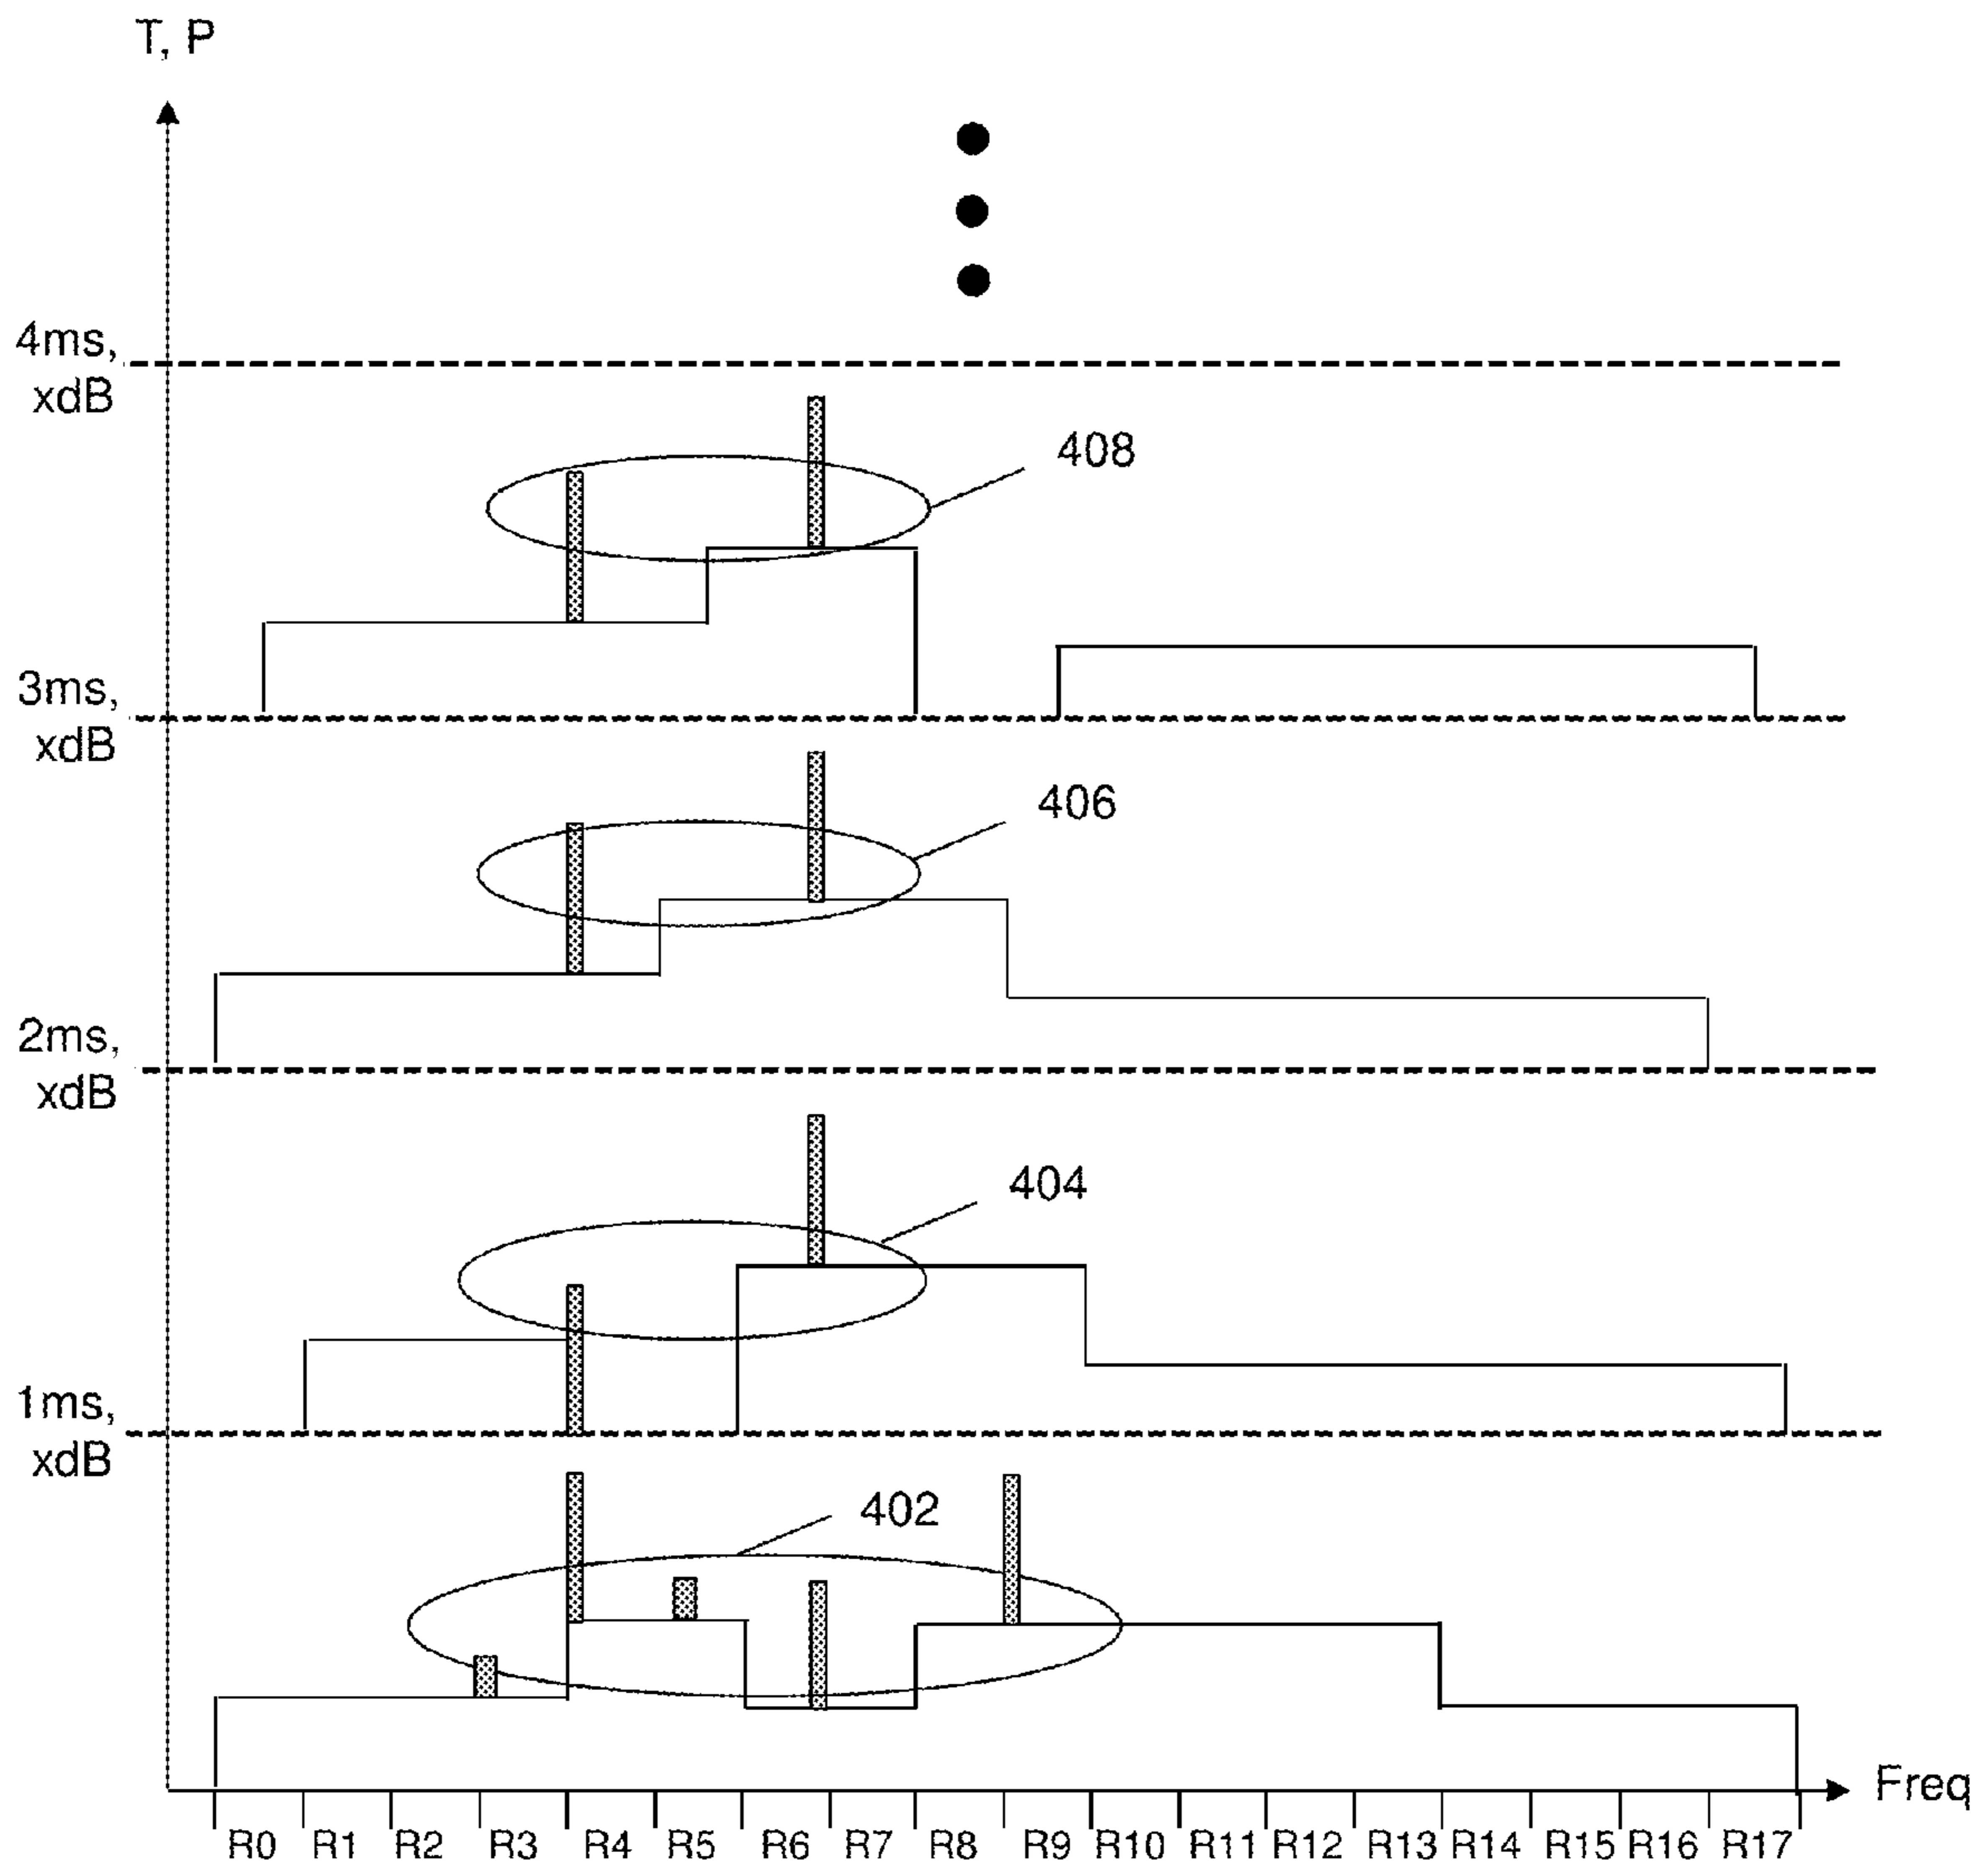 T, P
4ms,
xdB
408
3ms,
xdB
406
2ms,
xdB
404
1ms,
xdB
402
Freq
R0 R1 R2 R3 R4 R5 R6 R7 R8 R9 R10 R11 R12 R13 R14 R15 R16 R17